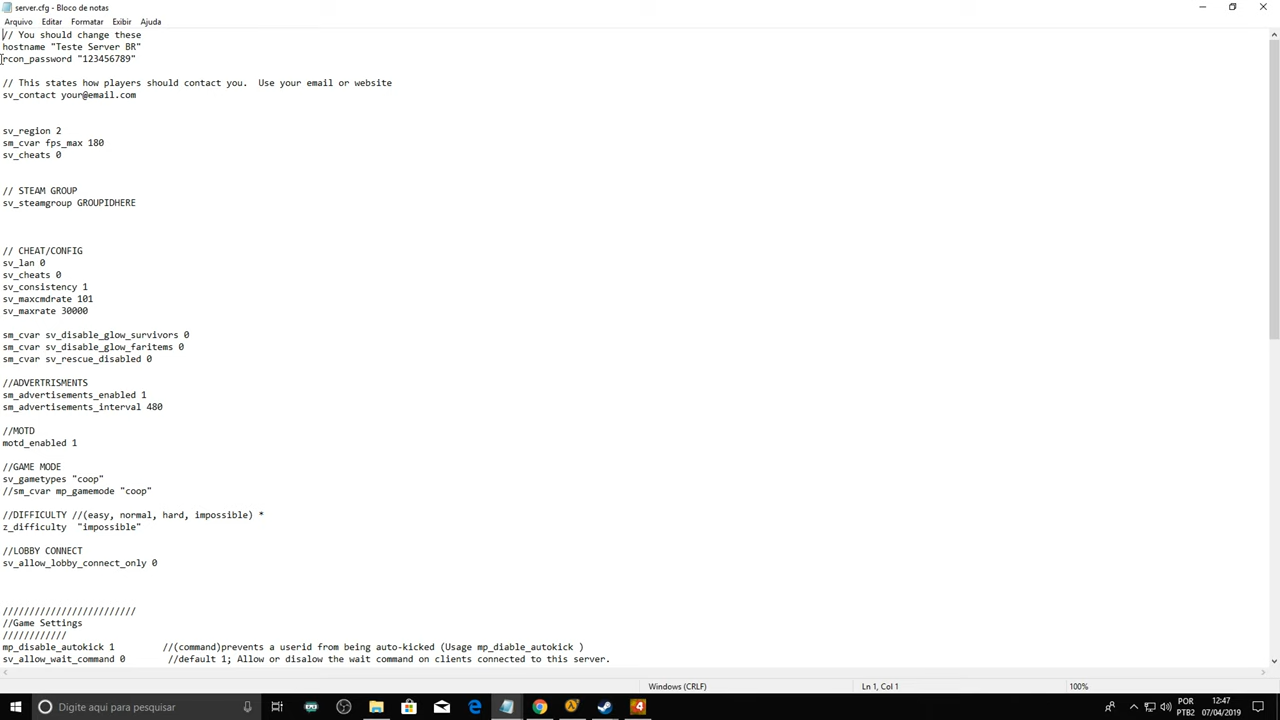 server.cfg - Bloco de notas
Arquivo Editar Formatar Exibir Ajuda
// You should change these
hostname "Teste Server BR"
rcon_password "123456789"
// This states how players should contact you.  Use your email or website
sv_contact your@email.com
sv_region 2
sm_cvar fps_max 180
sv_cheats 0
// STEAM GROUP
sv_steamgroup GROUPIDHERE
// CHEAT/CONFIG
sv_lan 0
sv_cheats 0
sv_consistency 1
sv_maxcmdrate 101
sv_maxrate 30000
sm_cvar sv_disable_glow_survivors 0
sm_cvar sv_disable_glow_faritems 0
sm_cvar sv_rescue_disabled 0
//ADVERTRISMENTS
sm_advertisements_enabled 1
sm_advertisements_interval 480
//MOTD
motd_enabled 1
//GAME MODE
sv_gametypes "coop"
//sm_cvar mp_gamemode "coop"
//DIFFICULTY //(easy, normal, hard, impossible) *
z_difficulty  "impossible"
//LOBBY CONNECT
sv_allow_lobby_connect_only 0
/////////////////////////
//Game Settings
////////////
mp_disable_autokick 1 //(command)prevents a userid from being auto-kicked (Usage mp_diable_autokick )
sv_allow_wait_command 0 //default 1; Allow or disalow the wait command on clients connected to this server.
Windows (CRLF) Ln 1, Col 1 100%
Digite aqui para pesquisar
POR 12:47
PTB2 07/04/2019